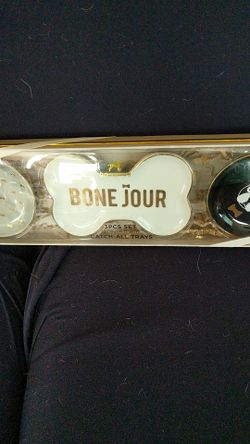 BONE JOUR
3PCS SET
CATCH-ALL TRAYS